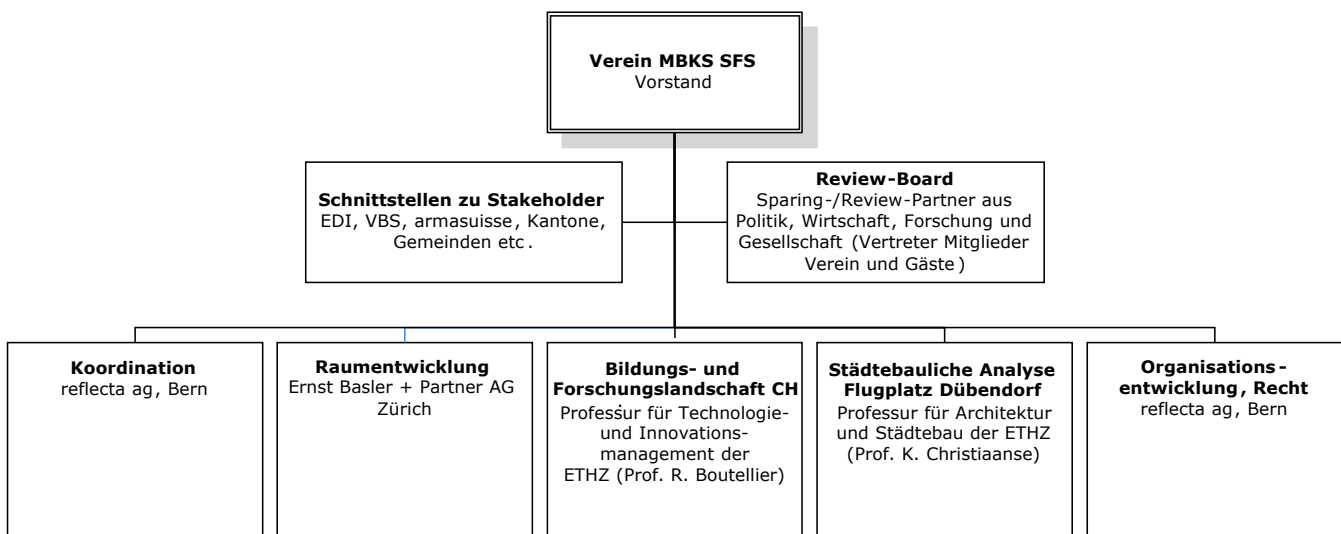 Verein MBKS SFS
Vorstand
Schnittstellen zu Stakeholder
EDI, VBS, armasuisse, Kantone,
Gemeinden etc.
Review-Board
Sparing-/Review-Partner aus
Politik, Wirtschaft, Forschung und
Gesellschaft (Vertreter Mitglieder
Verein und Gäste)
Koordination
reflecta ag, Bern
Raumentwicklung
Ernst Basler + Partner AG
Zürich
Bildungs- und
Forschungslandschaft CH
Professur für Technologie-
und Innovations-
management der
ETHZ (Prof. R. Boutellier)
Städtebauliche Analyse
Flugplatz Dübendorf
Professur für Architektur
und Städtebau der ETHZ
(Prof. K. Christiaanse)
Organisations-
entwicklung, Recht
reflecta ag, Bern